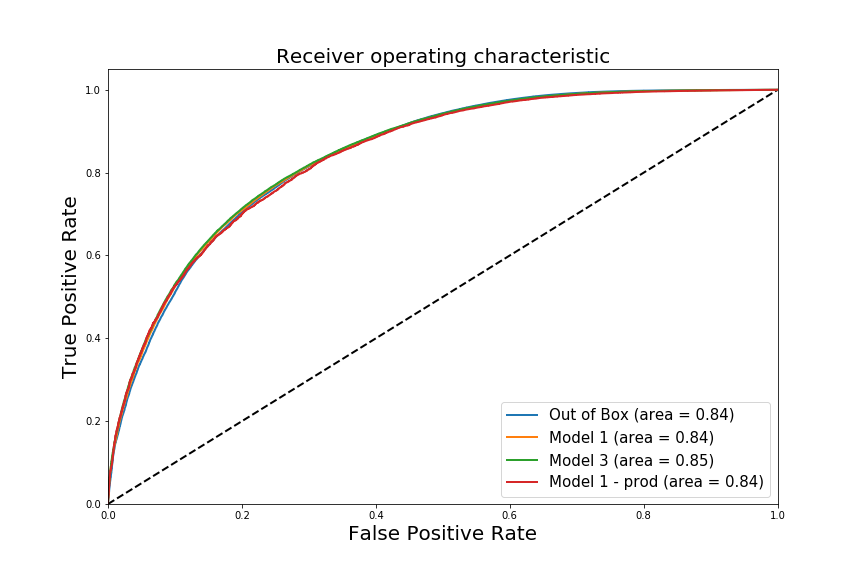 Receiver operating characteristic
True Positive Rate
1.0
0.8
0.6
0.4
0.2
0.0
0.0 0.2 0.4 0.6 0.8 1.0
False Positive Rate
Out of Box (area = 0.84)
Model 1 (area = 0.84)
Model 3 (area = 0.85)
Model 1 - prod (area = 0.84)